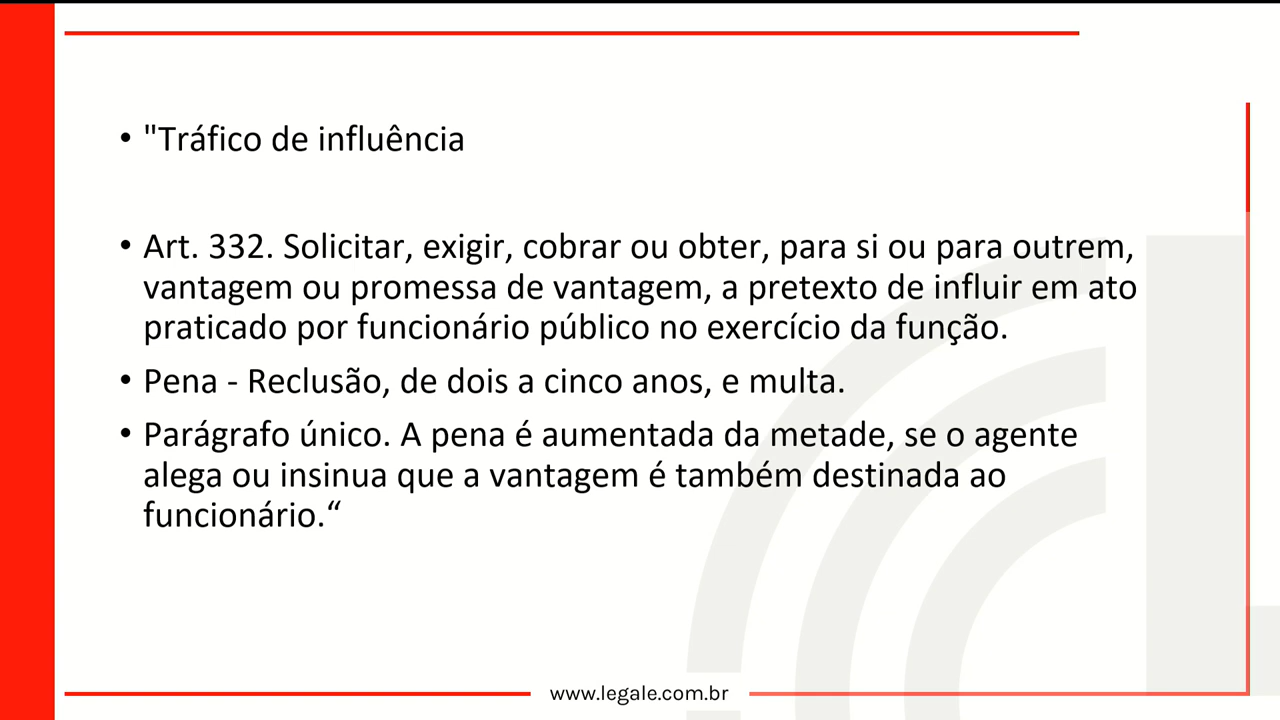 • "Tráfico de influência
• Art. 332. Solicitar, exigir, cobrar ou obter, para si ou para outrem,
vantagem ou promessa de vantagem, a pretexto de influir em ato
praticado por funcionário público no exercício da função.
• Pena - Reclusão, de dois a cinco anos, e multa.
• Parágrafo único. A pena é aumentada da metade, se o agente
alega ou insinua que a vantagem é também destinada ao
funcionário.“
www.legale.com.br